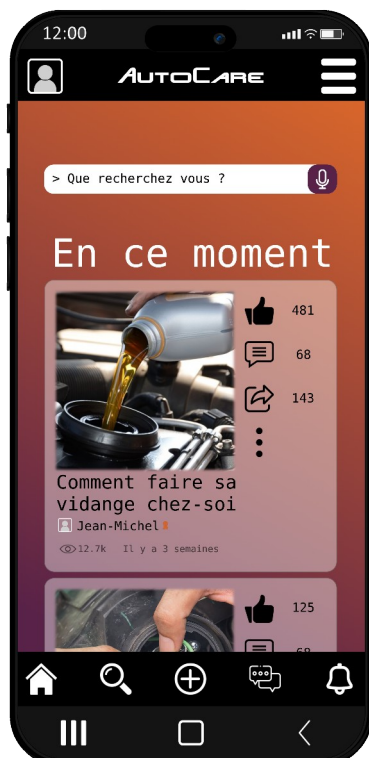 12:00
AUTOCARE
> Que recherchez vous ?
En ce moment
481
68
143
Comment faire sa
vidange chez-soi
Jean-Michel
12.7k Il y a 3 semaines
125
68